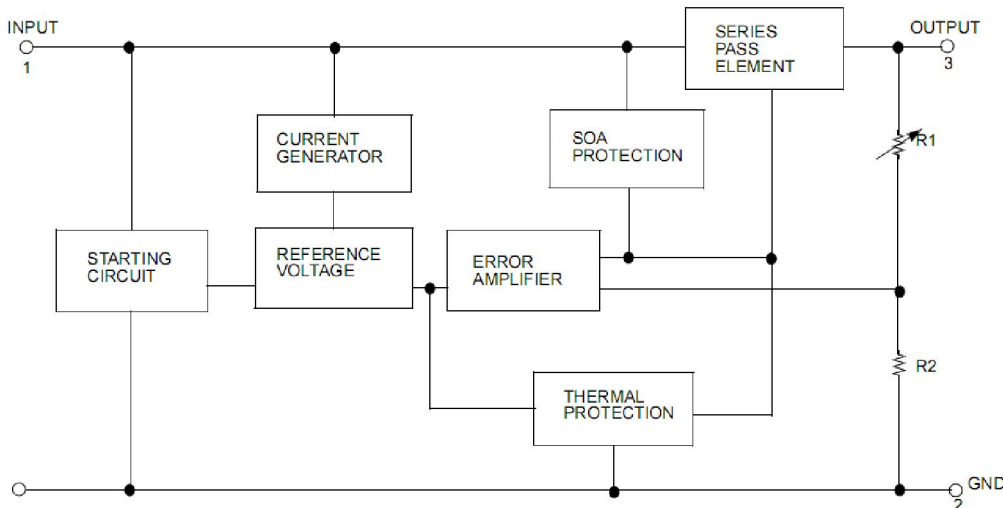 INPUT
1
SERIES
PASS
ELEMENT
OUTPUT
3
CURRENT
GENERATOR
SOA
PROTECTION
R1
STARTING
CIRCUIT
REFERENCE
VOLTAGE
ERROR
AMPLIFIER
R2
THERMAL
PROTECTION
GND
2